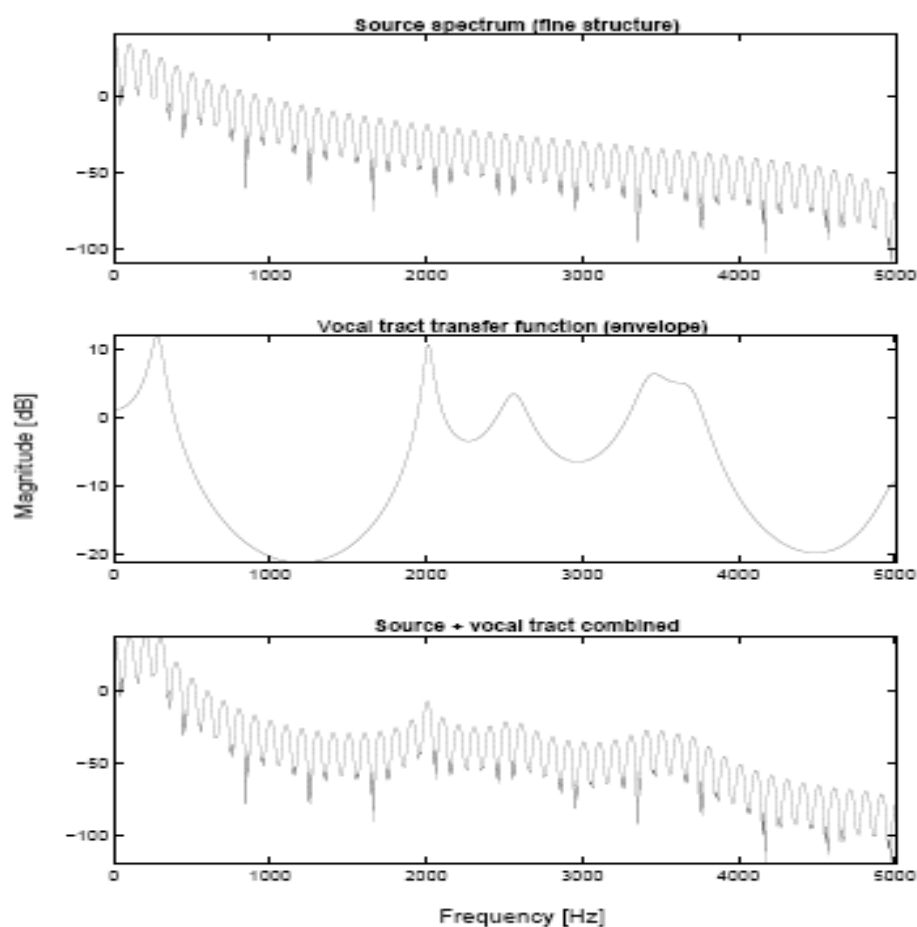 Source spectrum (fine structure)
0
−50
−100
0 1000 2000 3000 4000 5000
Vocal tract transfer function (envelope)
10
0
−10
−20
0 1000 2000 3000 4000 5000
Magnitude [dB]
Source + vocal tract combined
0
−50
−100
0 1000 2000 3000 4000 5000
Frequency [Hz]